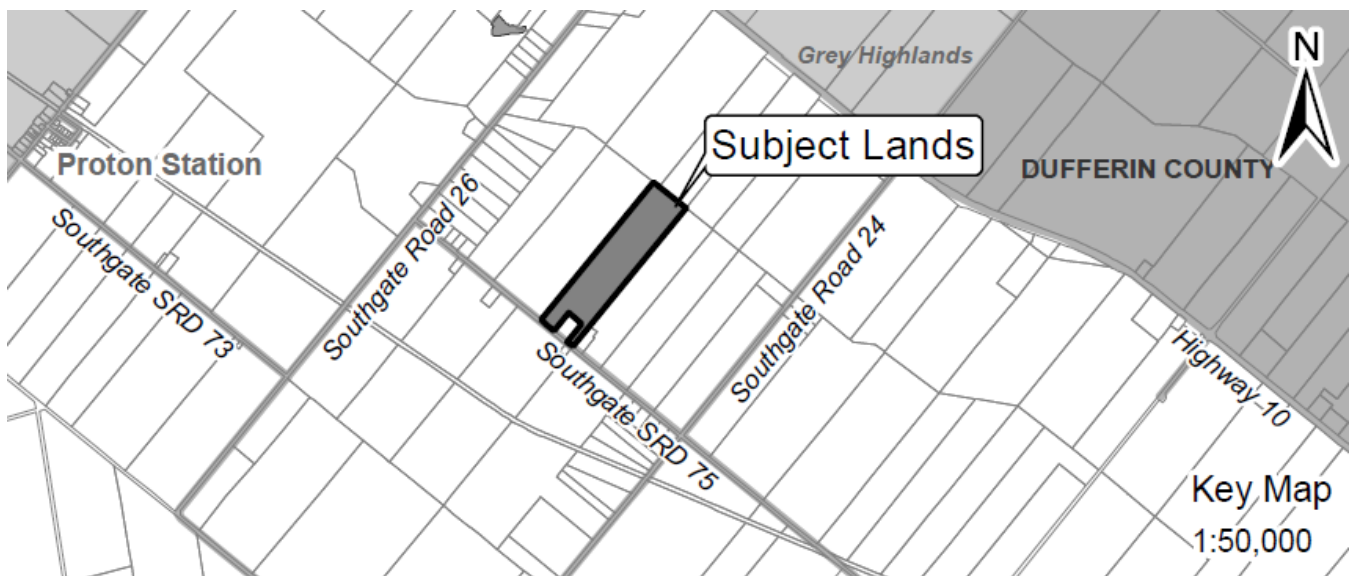 Grey Highlands
N
Subject Lands
Proton Station
DUFFERIN COUNTY
Southgate Road 26
Southgate SRD 73
Southgate Road 24
Southgate SRD 75
Highway 10
Key Map
1:50,000